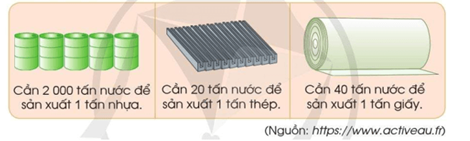 Cần 2 000 tấn nước để
sản xuất 1 tấn nhựa.
Cần 20 tấn nước để
sản xuất 1 tấn thép.
Cần 40 tấn nước để
sản xuất 1 tấn giấy.
(Nguồn: https://www.activeau.fr)